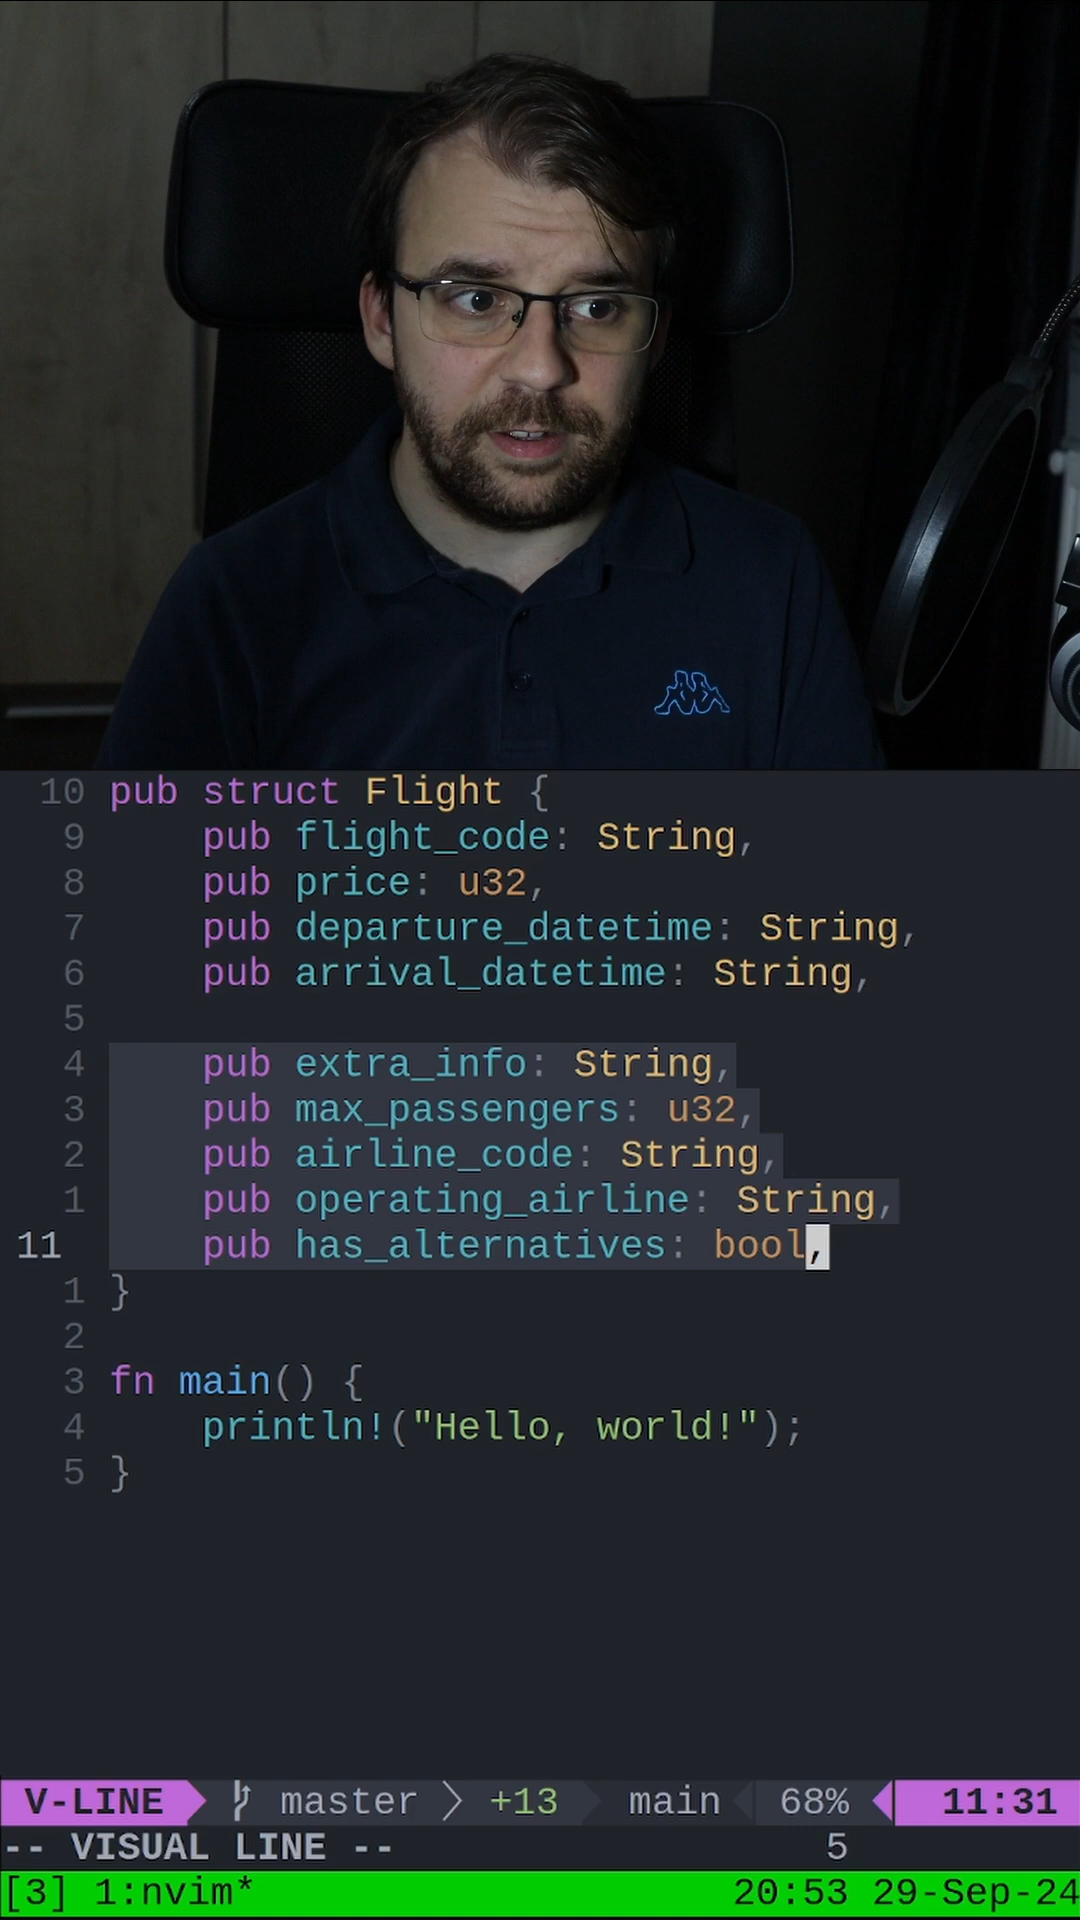 10 pub struct Flight {
9 pub flight_code: String,
8 pub price: u32,
7 pub departure_datetime: String,
6 pub arrival_datetime: String,
5
4 pub extra_info: String,
3 pub max_passengers: u32,
2 pub airline_code: String,
1 pub operating_airline: String,
11 pub has_alternatives: bool,
1 }
2
3 fn main() {
4 println!("Hello, world!");
5 }
V-LINE master +13 main 68% 11:31
-- VISUAL LINE -- 5
[3] 1:nvim* 20:53 29-Sep-24